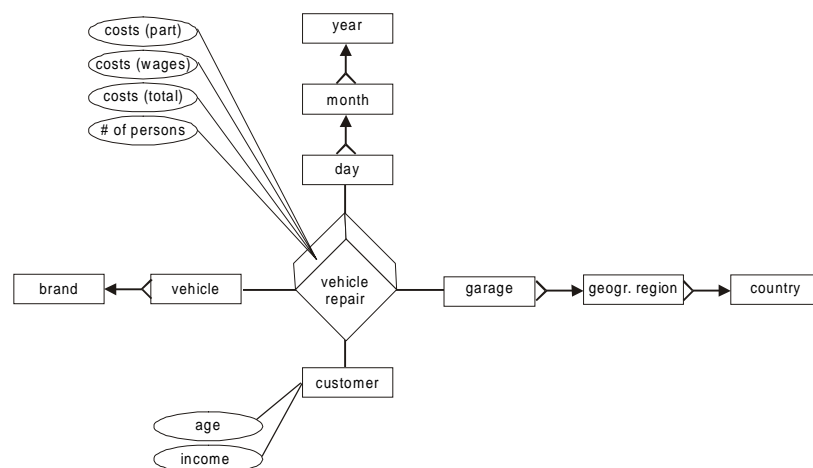 costs (part)
costs (wages)
costs (total)
# of persons
year
month
day
brand
vehicle
vehicle
repair
garage
geogr. region
country
customer
age
income